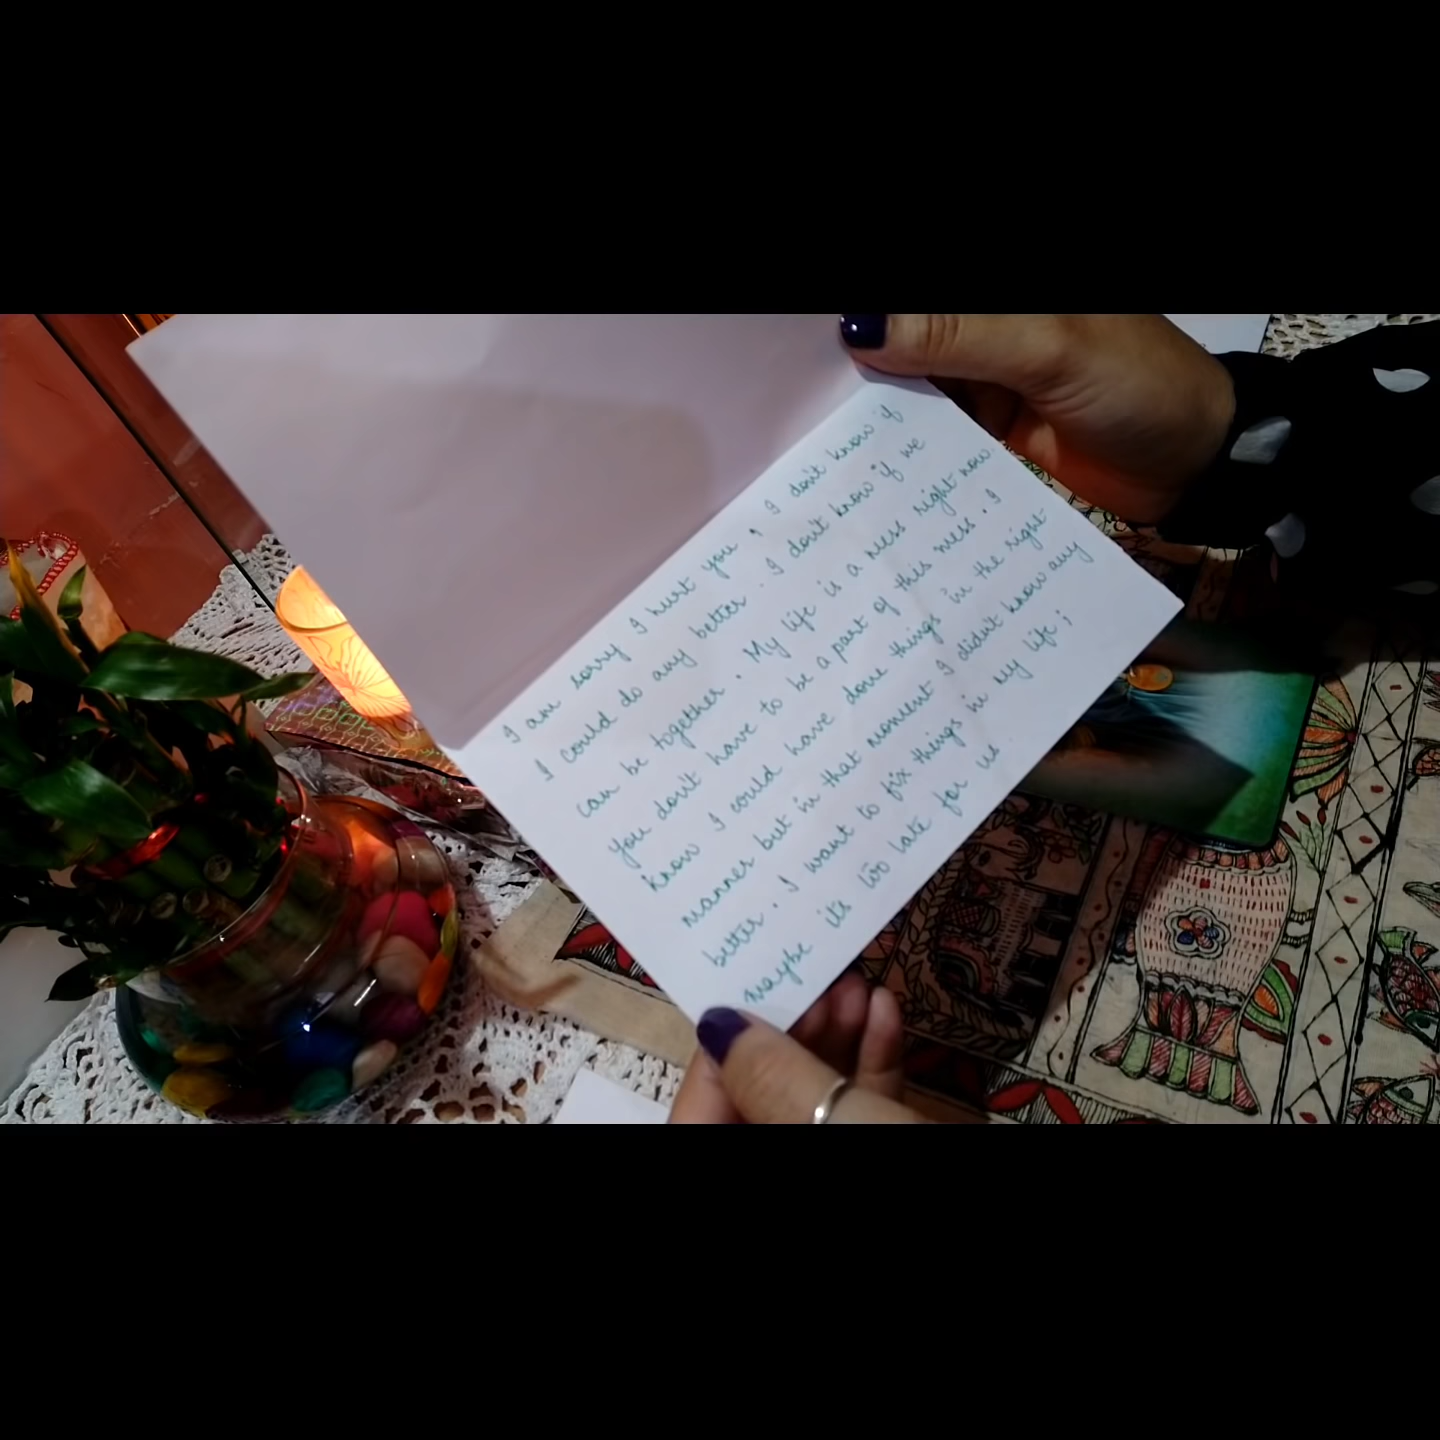 I am sorry I hurt you , I don't know if
I could do any better . I don't know if we
can be together . My life is a mess right now.
You don't have to be a part of this mess . I
know I could have done things in the right
manner but in that moment I didn't know any
better . I want to fix things in my life ;
maybe its too late for us .